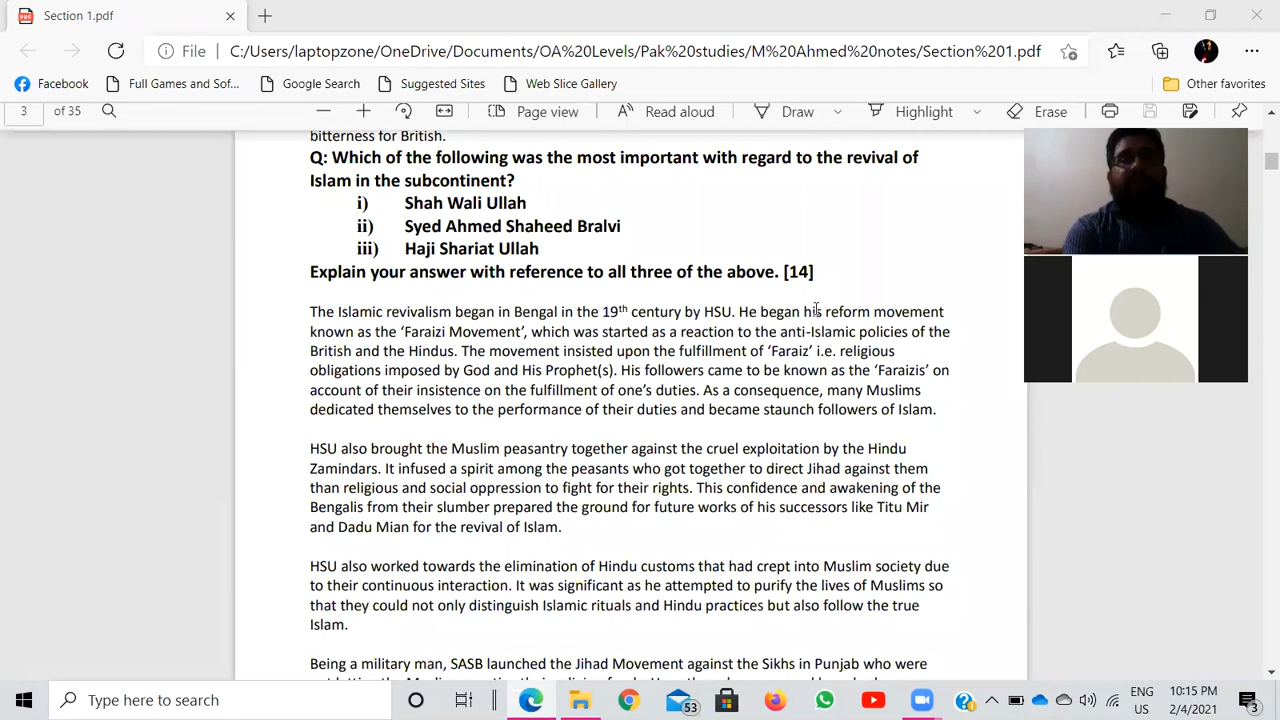 Section 1.pdf
File C:/Users/laptopzone/OneDrive/Documents/OA%20Levels/Pak%20studies/M%20Ahmed%20notes/Section%201.pdf
Facebook Full Games and Sof... Google Search Suggested Sites Web Slice Gallery Other favorites
3 of 35 Page view Read aloud Draw Highlight Erase
bitterness for British.
Q: Which of the following was the most important with regard to the revival of
Islam in the subcontinent?
i) Shah Wali Ullah
ii) Syed Ahmed Shaheed Bralvi
iii) Haji Shariat Ullah
Explain your answer with reference to all three of the above. [14]
The Islamic revivalism began in Bengal in the 19th century by HSU. He began his reform movement
known as the ‘Faraizi Movement’, which was started as a reaction to the anti-Islamic policies of the
British and the Hindus. The movement insisted upon the fulfillment of ‘Faraiz’ i.e. religious
obligations imposed by God and His Prophet(s). His followers came to be known as the ‘Faraizis’ on
account of their insistence on the fulfillment of one’s duties. As a consequence, many Muslims
dedicated themselves to the performance of their duties and became staunch followers of Islam.
HSU also brought the Muslim peasantry together against the cruel exploitation by the Hindu
Zamindars. It infused a spirit among the peasants who got together to direct Jihad against them
than religious and social oppression to fight for their rights. This confidence and awakening of the
Bengalis from their slumber prepared the ground for future works of his successors like Titu Mir
and Dadu Mian for the revival of Islam.
HSU also worked towards the elimination of Hindu customs that had crept into Muslim society due
to their continuous interaction. It was significant as he attempted to purify the lives of Muslims so
that they could not only distinguish Islamic rituals and Hindu practices but also follow the true
Islam.
Being a military man, SASB launched the Jihad Movement against the Sikhs in Punjab who were
Type here to search 53 ENG 10:15 PM
US 2/4/2021 3